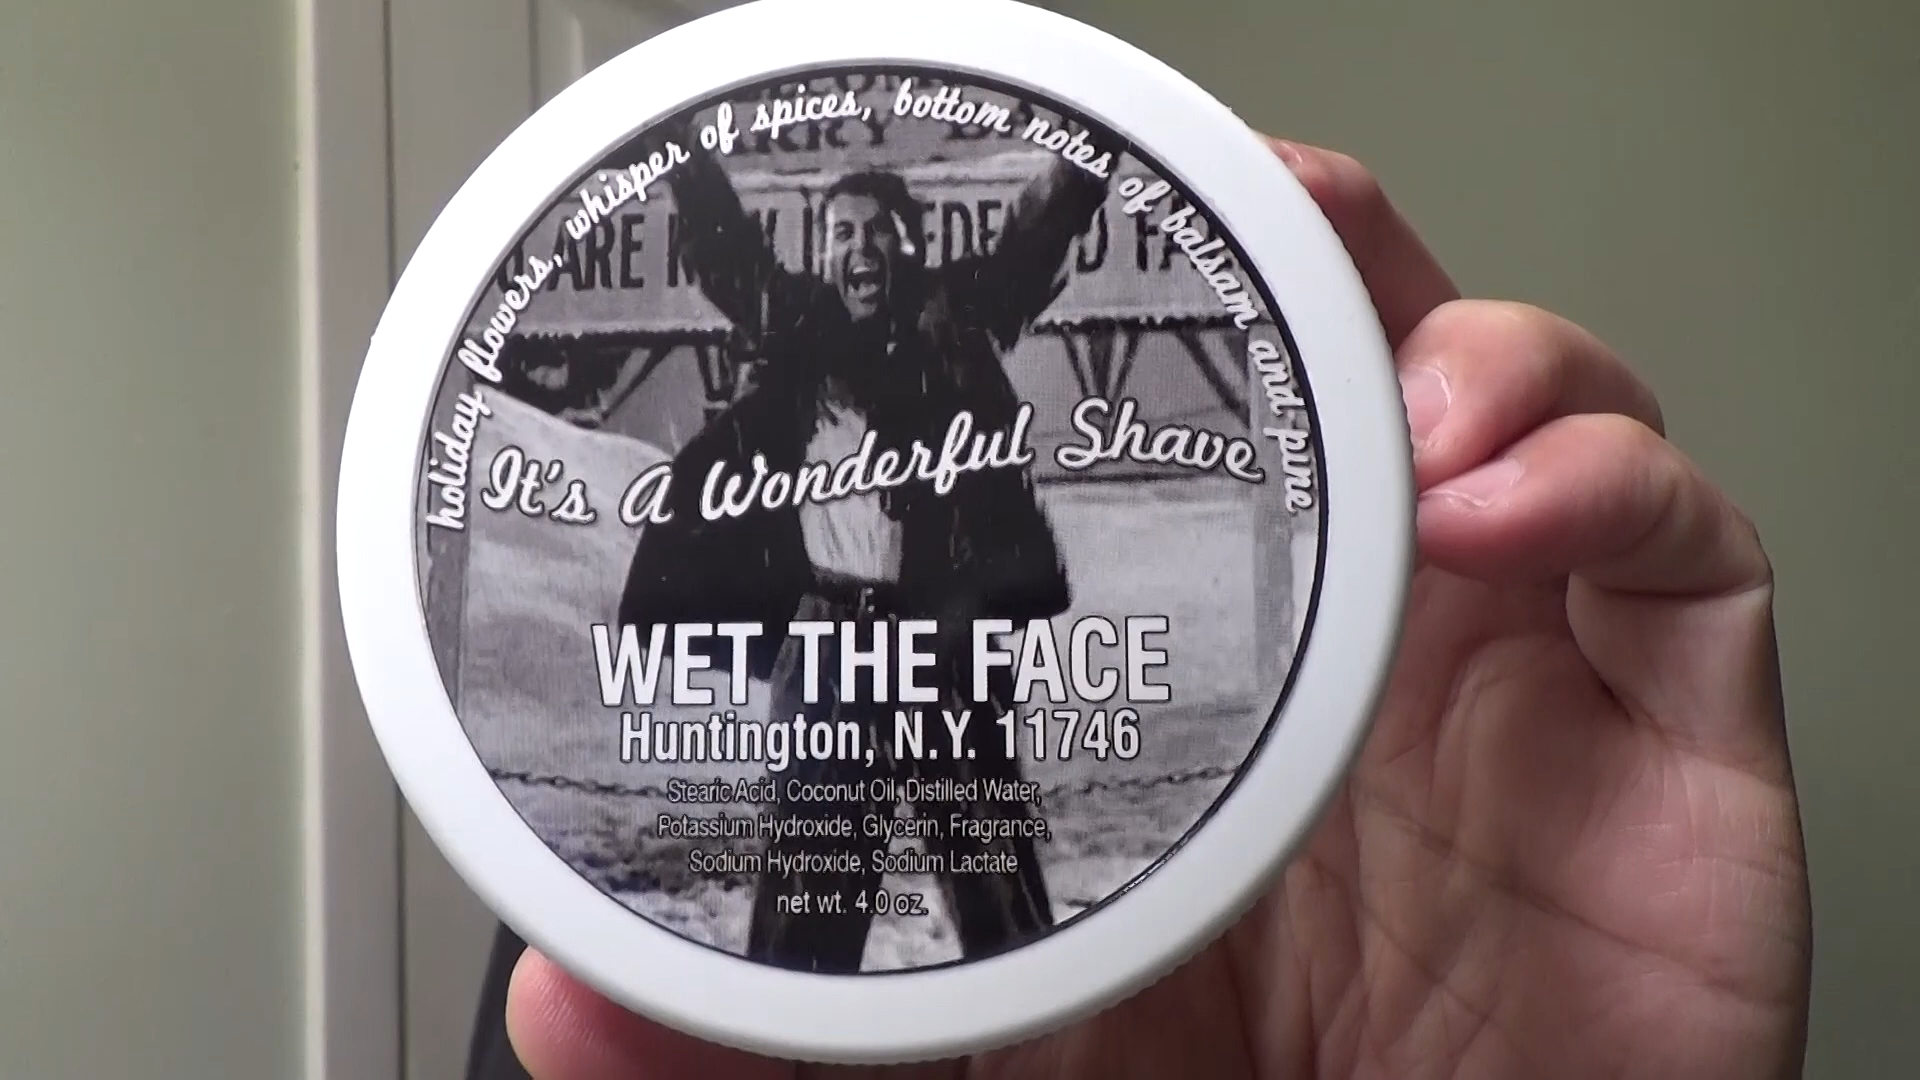 holiday flowers, whisper of spices, bottom notes of balsam and pine
It's A Wonderful Shave
WET THE FACE
Huntington, N.Y. 11746
Stearic Acid, Coconut Oil, Distilled Water,
Potassium Hydroxide, Glycerin, Fragrance,
Sodium Hydroxide, Sodium Lactate
net wt. 4.0 oz.